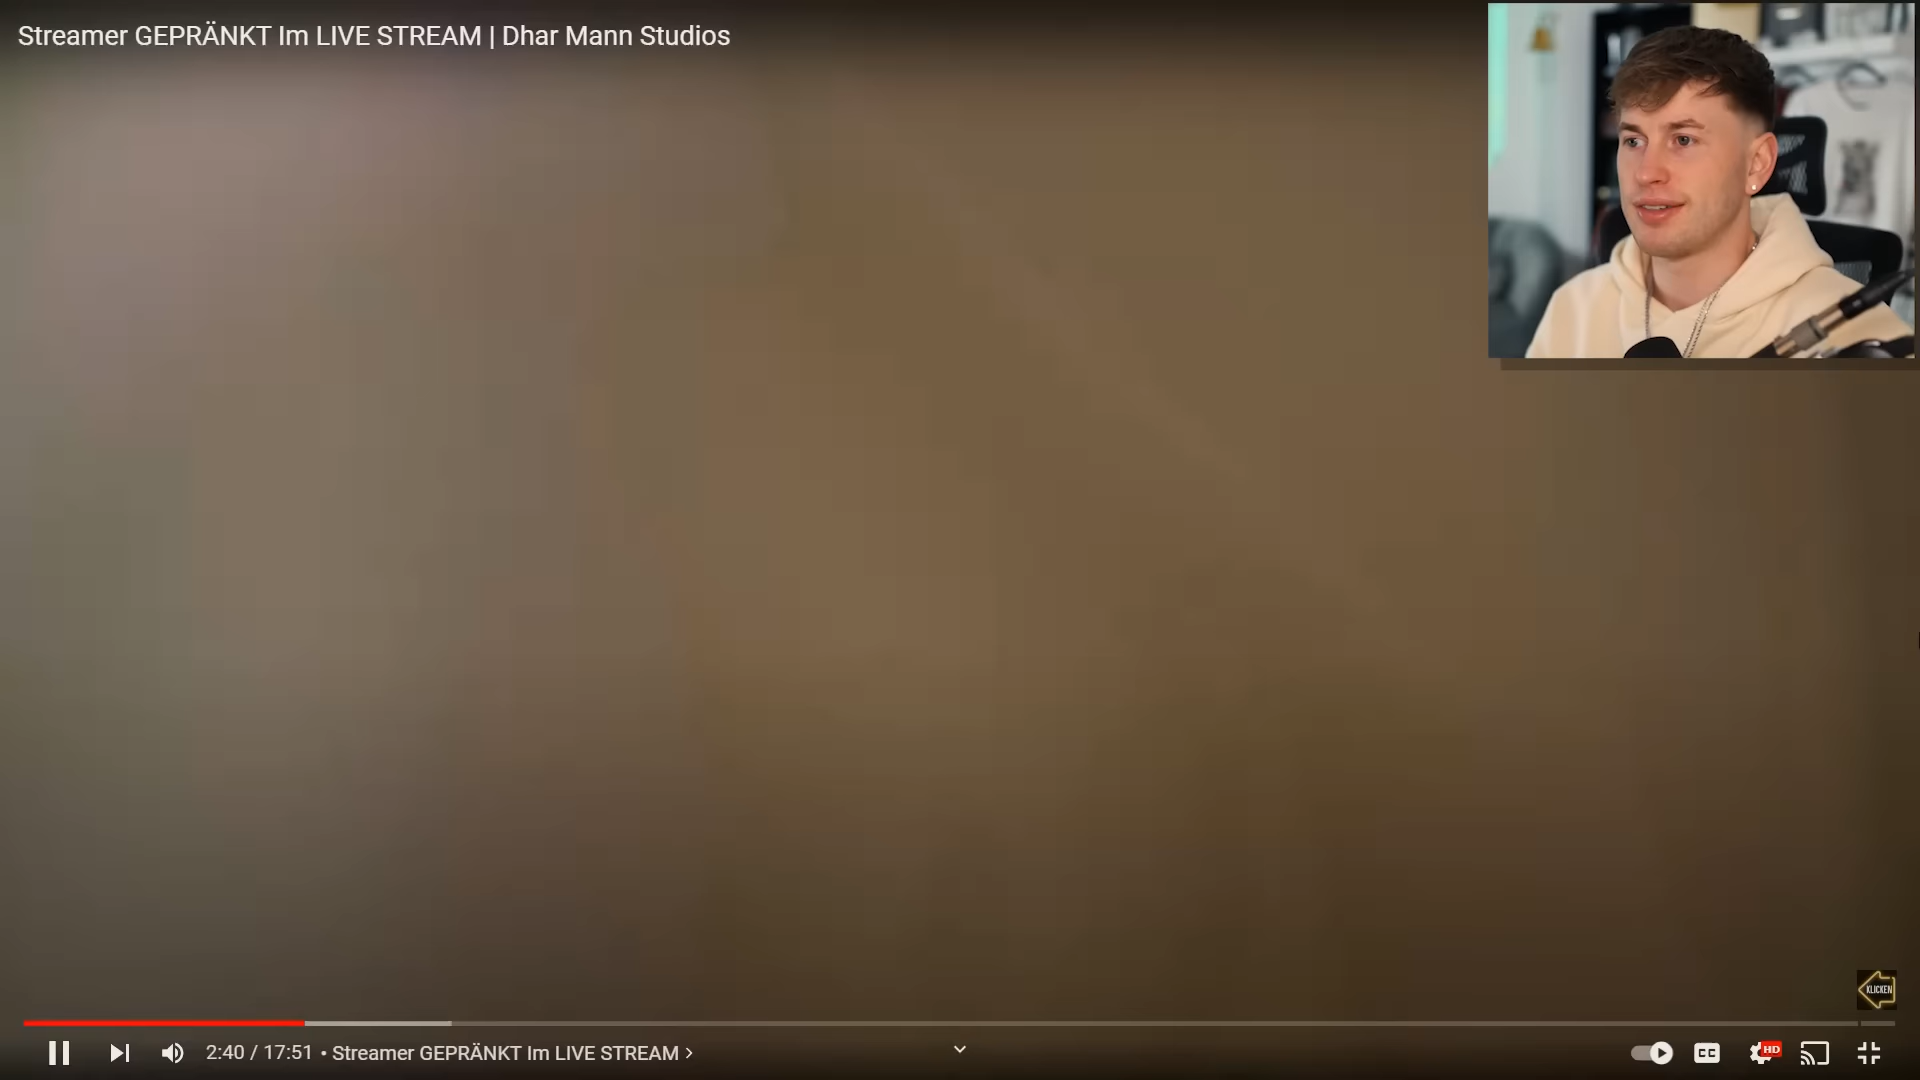 Streamer GEPRÄNKT Im LIVE STREAM | Dhar Mann Studios
KLICKEN
2:40 / 17:51 • Streamer GEPRÄNKT Im LIVE STREAM >
CC
HD